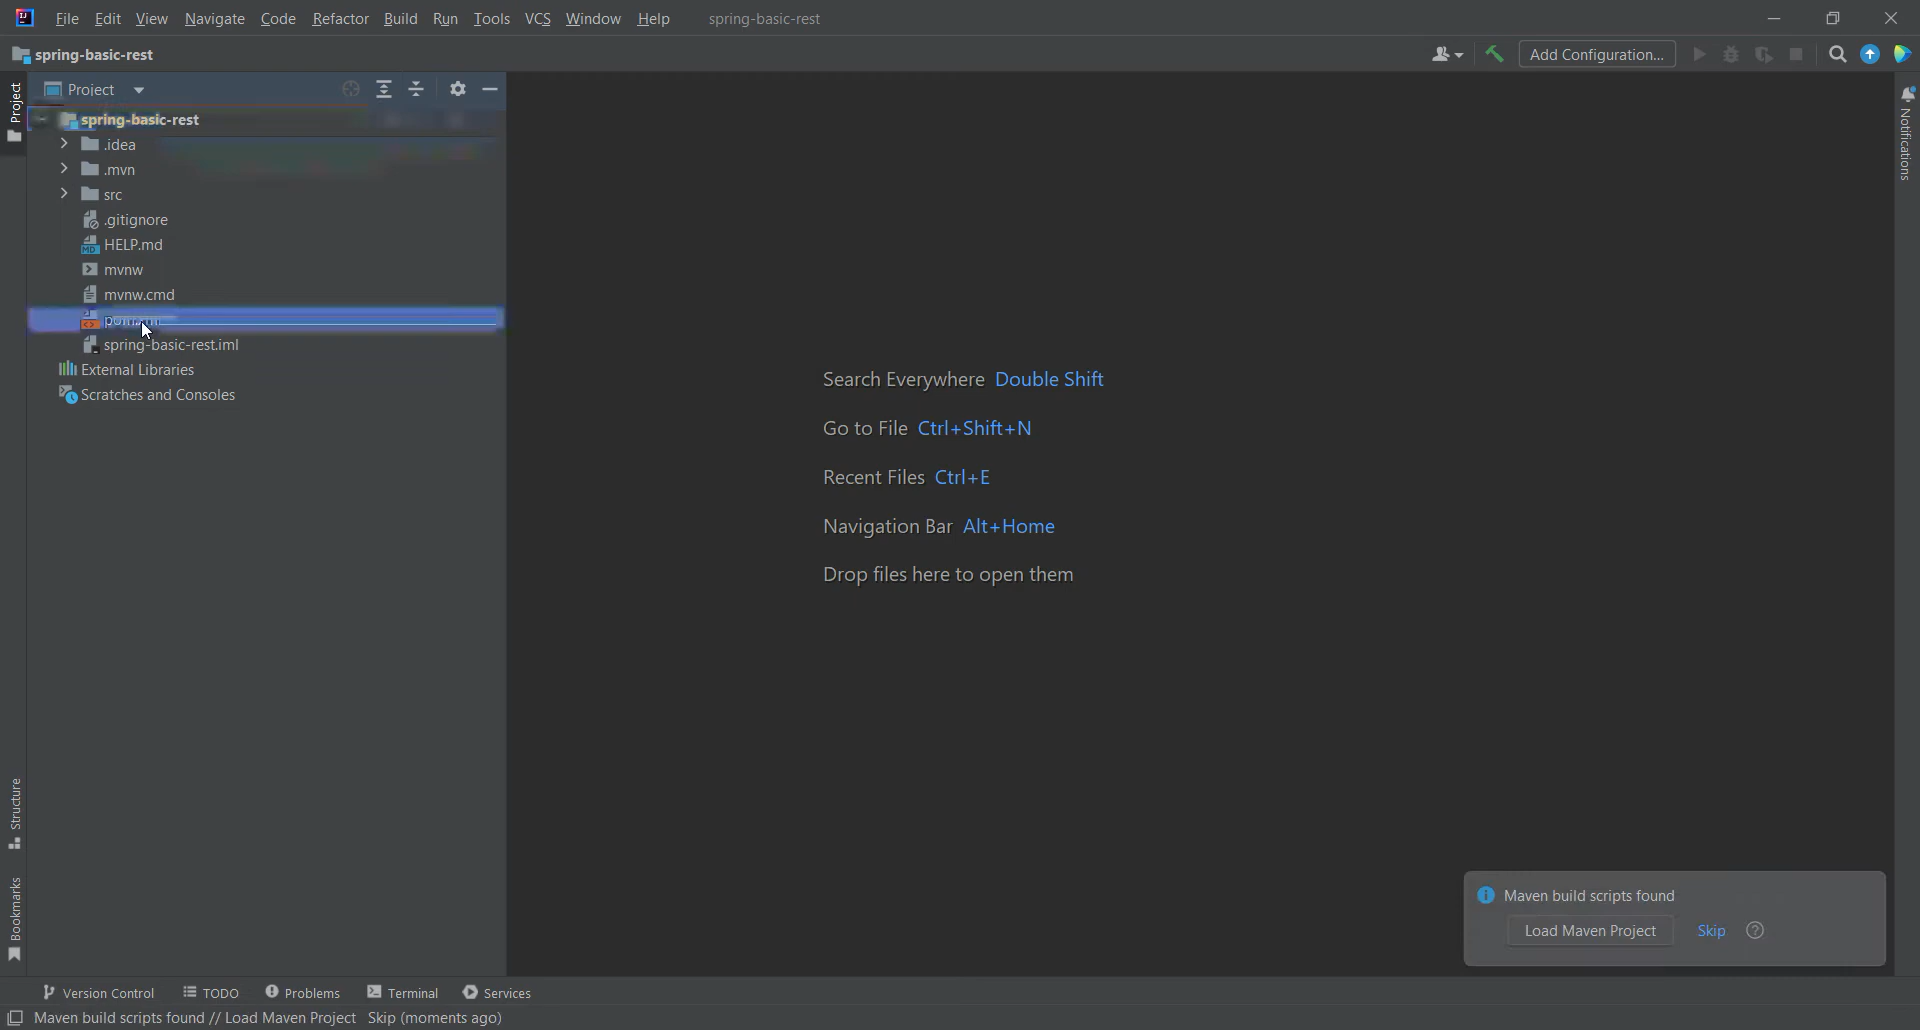 File Edit View Navigate Code Refactor Build Run Tools VCS Window Help spring-basic-rest
spring-basic-rest
Add Configuration...
Project
Project
spring-basic-rest
.idea
.mvn
src
.gitignore
HELP.md
mvnw
mvnw.cmd
spring-basic-rest.iml
External Libraries
Scratches and Consoles
Notifications
Search Everywhere Double Shift
Go to File Ctrl+Shift+N
Recent Files Ctrl+E
Navigation Bar Alt+Home
Drop files here to open them
Structure
Bookmarks
Maven build scripts found
Load Maven Project Skip
Version Control TODO Problems Terminal Services
Maven build scripts found // Load Maven Project Skip (moments ago)